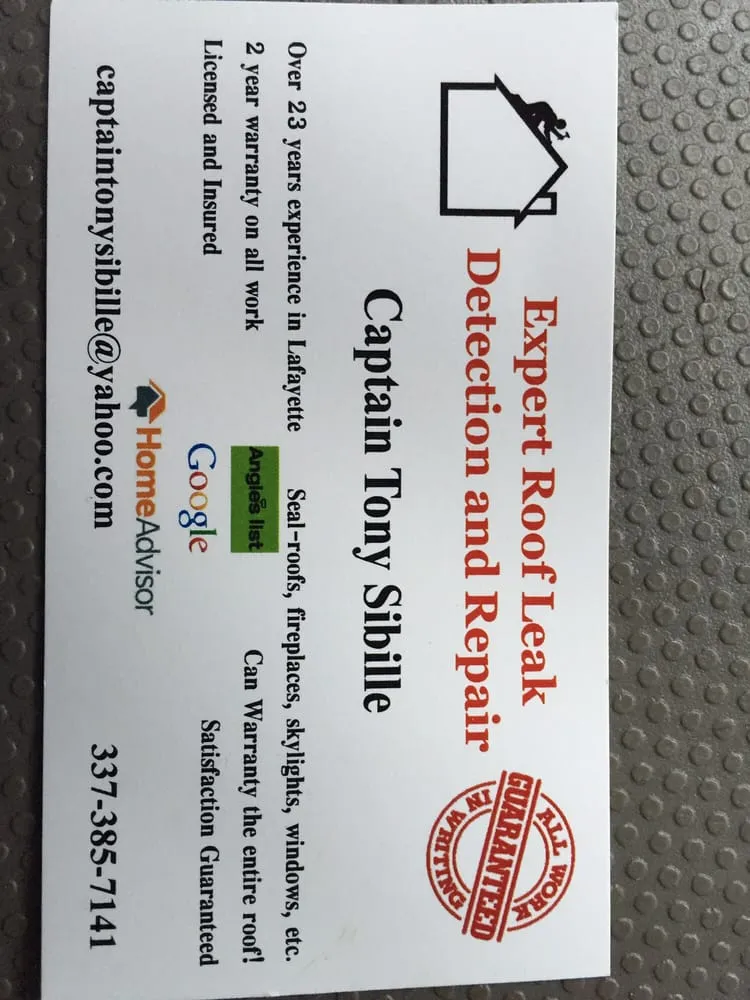 Expert Roof Leak
Detection and Repair
ALL WORK
GUARANTEED
IN WRITING
Captain Tony Sibille
Over 23 years experience in Lafayette
2 year warranty on all work
Licensed and Insured
Seal-roofs, fireplaces, skylights, windows, etc.
Can Warranty the entire roof!
Satisfaction Guaranteed
Angie's list
Google
HomeAdvisor
captaintonysibille@yahoo.com
337-385-7141